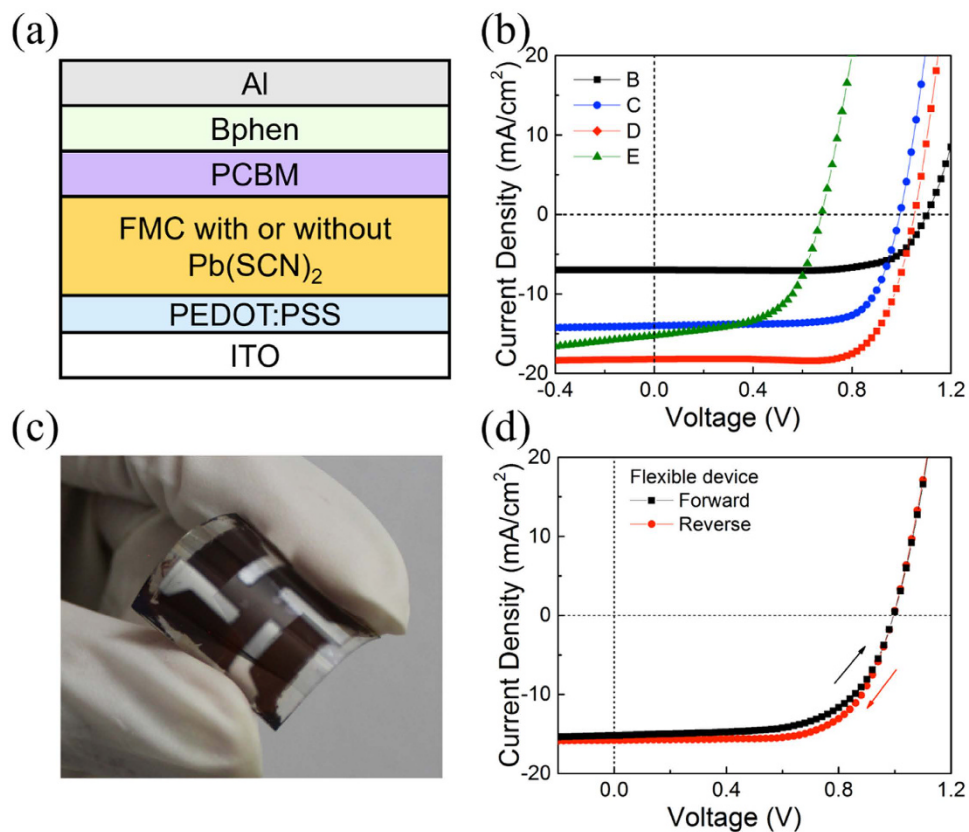 (a)
Al
Bphen
PCBM
FMC with or without
Pb(SCN)2
PEDOT:PSS
ITO
(b)
Current Density (mA/cm2)
20
10
0
-10
-20
B
C
D
E
-0.4
0.0
0.4
0.8
1.2
Voltage (V)
(c)
(d)
Current Density (mA/cm2)
20
10
0
-10
-20
Flexible device
Forward
Reverse
0.0
0.4
0.8
1.2
Voltage (V)